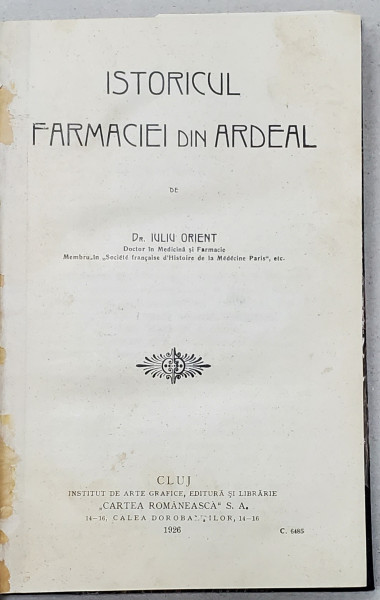 ISTORICUL
FARMACIEI DIN ARDEAL
DE
DR. IULIU ORIENT
Doctor în Medicină și Farmacie
Membru în „Société française d'Histoire de la Médecine Paris“, etc.
CLUJ
INSTITUT DE ARTE GRAFICE, EDITURĂ ȘI LIBRĂRIE
„CARTEA ROMÂNEASCĂ“ S. A.
14–16, CALEA DOROBANȚILOR, 14–16
1926
C. 6485